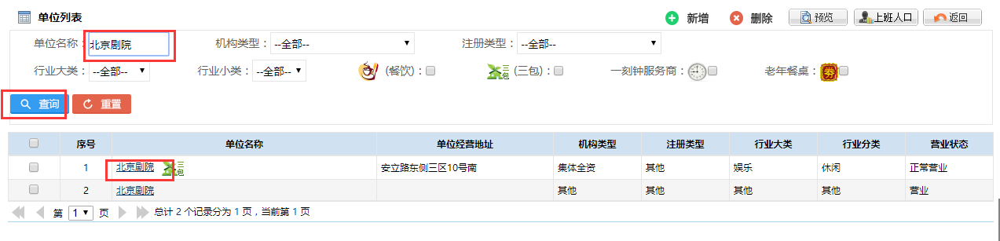 单位列表 新增 删除 预览 上班人口 返回
单位名称：北京剧院 机构类型：--全部-- 注册类型：--全部--
行业大类：--全部-- 行业小类：--全部-- (餐饮)： 三包 (三包)： 一刻钟服务商： 老年餐桌：券
查询 重置
序号 单位名称 单位经营地址 机构类型 注册类型 行业大类 行业分类 营业状态
1 北京剧院 三包 安立路东侧三区10号南 集体全资 其他 娱乐 休闲 正常营业
2 北京剧院 其他 其他 其他 其他 营业
第 1 页 总计 2 个记录分为 1 页，当前第 1 页